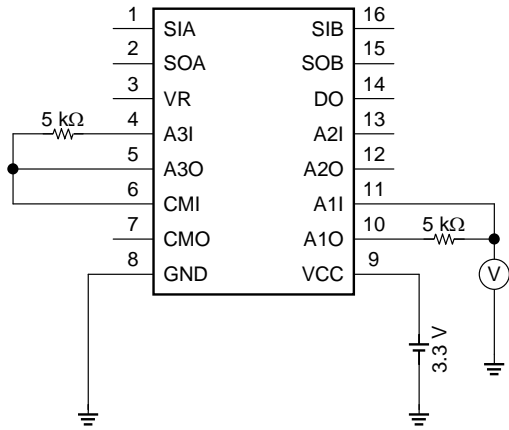 1 SIA SIB 16
2 SOA SOB 15
3 VR DO 14
5 kΩ 4 A3I A2I 13
5 A3O A2O 12
6 CMI A1I 11
7 CMO A1O 10 5 kΩ
8 GND VCC 9
V
3.3 V